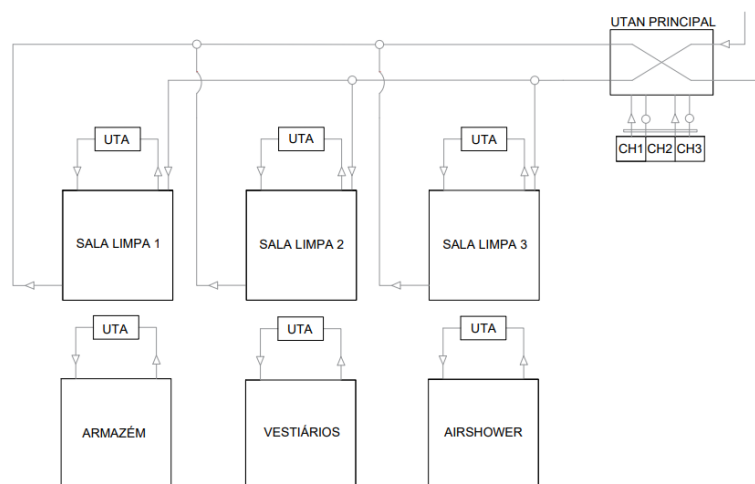 UTAN PRINCIPAL
UTA
UTA
UTA
CH1 CH2 CH3
SALA LIMPA 1
SALA LIMPA 2
SALA LIMPA 3
UTA
UTA
UTA
ARMAZÉM
VESTIÁRIOS
AIRSHOWER